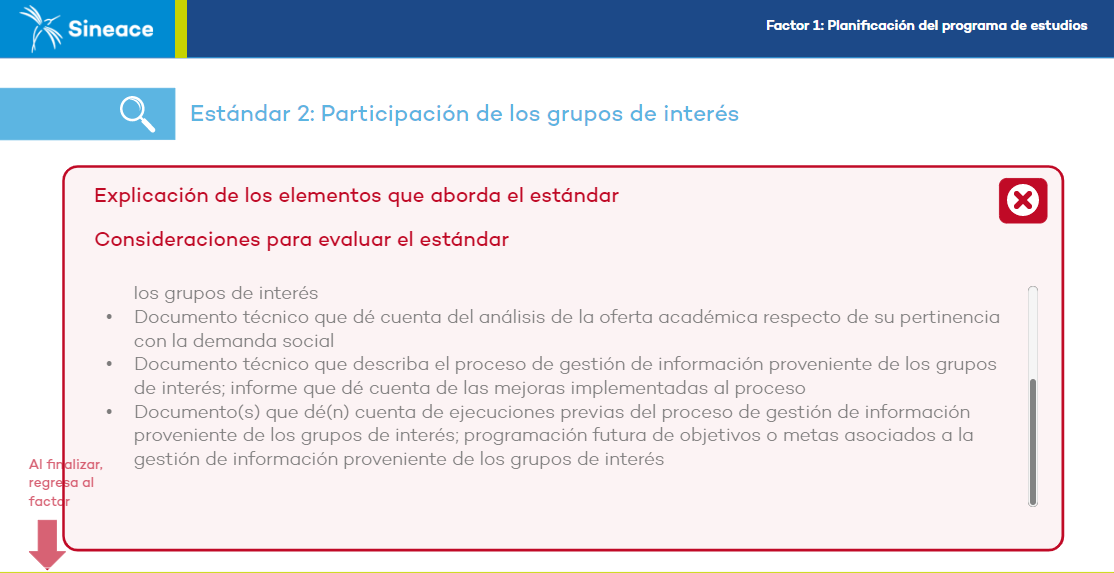 Sineace
Factor 1: Planificación del programa de estudios
Estándar 2: Participación de los grupos de interés
Explicación de los elementos que aborda el estándar
Consideraciones para evaluar el estándar
los grupos de interés
• Documento técnico que dé cuenta del análisis de la oferta académica respecto de su pertinencia
con la demanda social
• Documento técnico que describa el proceso de gestión de información proveniente de los grupos
de interés; informe que dé cuenta de las mejoras implementadas al proceso
• Documento(s) que dé(n) cuenta de ejecuciones previas del proceso de gestión de información
proveniente de los grupos de interés; programación futura de objetivos o metas asociados a la
gestión de información proveniente de los grupos de interés
Al finalizar,
regresa al
factor